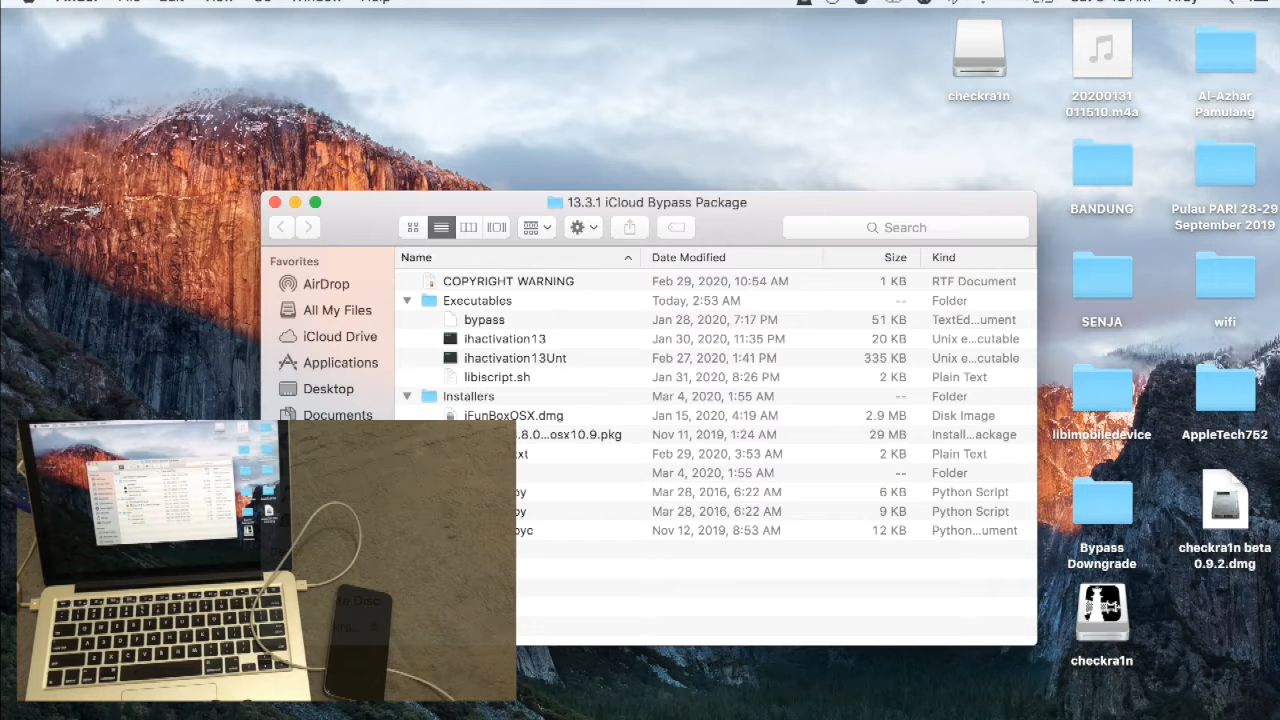 checkra1n
20200131
011510.m4a
Al-Azhar
Pamulang
BANDUNG
Pulau PARI 28-29
September 2019
SENJA
wifi
libimobiledevice
AppleTech752
Bypass
Downgrade
checkra1n beta
0.9.2.dmg
checkra1n
13.3.1 iCloud Bypass Package
Search
Favorites
AirDrop
All My Files
iCloud Drive
Applications
Desktop
Documents
Name Date Modified Size Kind
COPYRIGHT WARNING Feb 29, 2020, 10:54 AM 1 KB RTF Document
Executables Today, 2:53 AM -- Folder
bypass Jan 28, 2020, 7:17 PM 51 KB TextEd...ument
ihactivation13 Jan 30, 2020, 11:35 PM 20 KB Unix e...cutable
ihactivation13Unt Feb 27, 2020, 1:41 PM 335 KB Unix e...cutable
libiscript.sh Jan 31, 2020, 8:26 PM 2 KB Plain Text
Installers Mar 4, 2020, 1:55 AM -- Folder
iFunBoxOSX.dmg Jan 15, 2020, 4:19 AM 2.9 MB Disk Image
.8.0...osx10.9.pkg Nov 11, 2019, 1:24 AM 29 MB Install...ackage
xt Feb 29, 2020, 3:53 AM 2 KB Plain Text
Mar 4, 2020, 1:55 AM -- Folder
py Mar 28, 2016, 6:22 AM 6 KB Python Script
py Mar 28, 2016, 6:22 AM 9 KB Python Script
pyc Nov 12, 2019, 8:53 AM 12 KB Python...ument